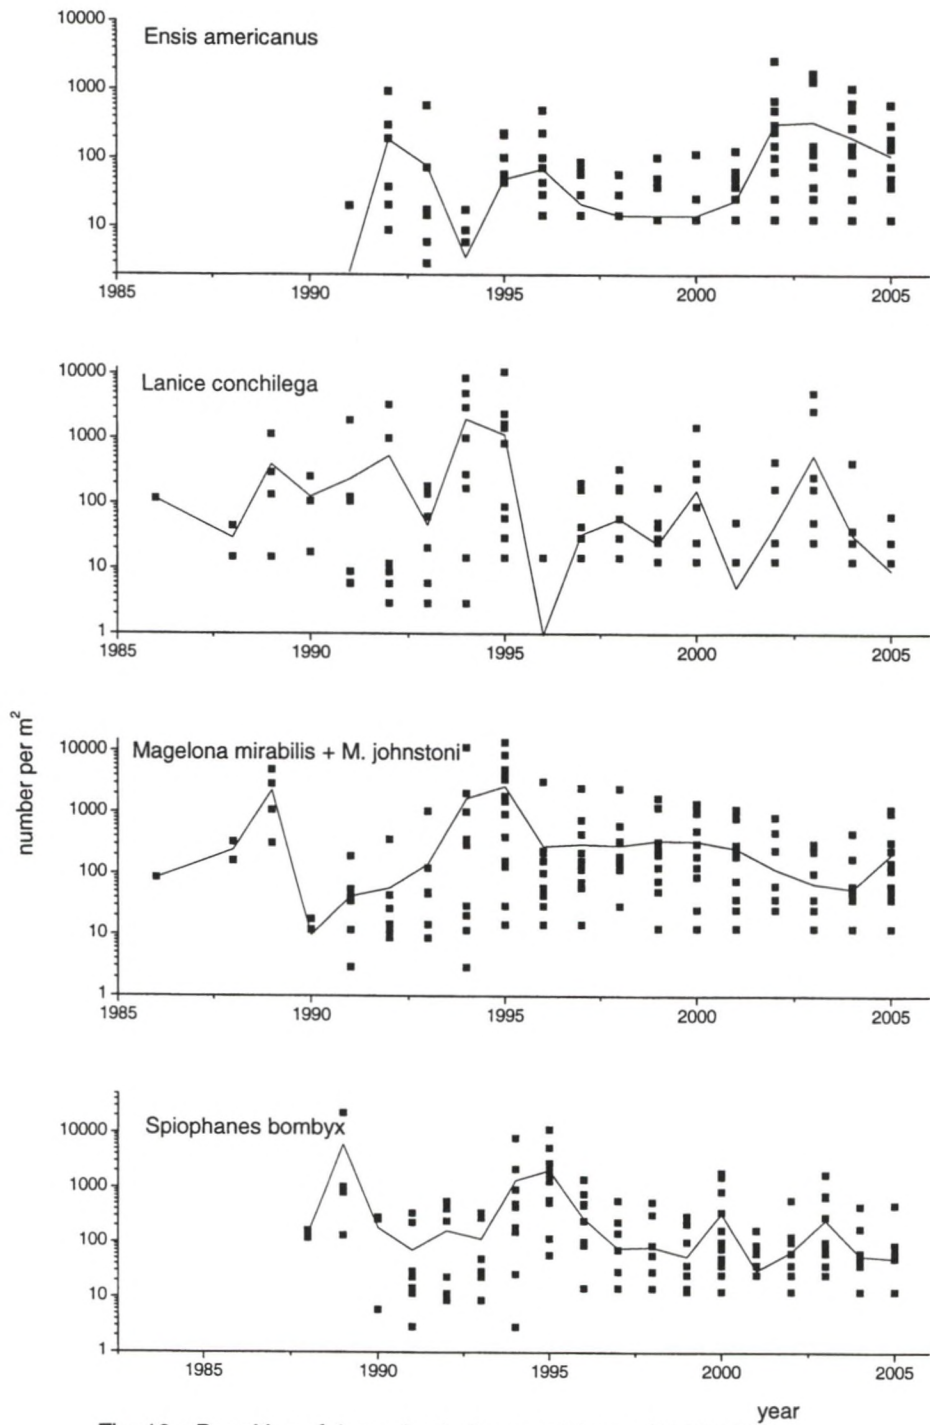 Ensis americanus
10000
1000
100
10
1985 1990 1995 2000 2005
Lanice conchilega
10000
1000
100
10
1
1985 1990 1995 2000 2005
number per m²
Magelona mirabilis + M. johnstoni
10000
1000
100
10
1
1985 1990 1995 2000 2005
Spiophanes bombyx
10000
1000
100
10
1
1985 1990 1995 2000 2005
year